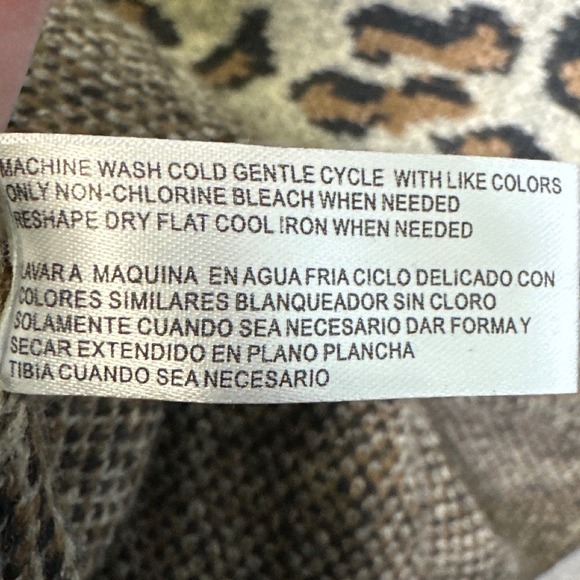 MACHINE WASH COLD GENTLE CYCLE WITH LIKE COLORS
ONLY NON-CHLORINE BLEACH WHEN NEEDED
RESHAPE DRY FLAT COOL IRON WHEN NEEDED
LAVAR A MAQUINA EN AGUA FRIA CICLO DELICADO CON
COLORES SIMILARES BLANQUEADOR SIN CLORO
SOLAMENTE CUANDO SEA NECESARIO DAR FORMA Y
SECAR EXTENDIDO EN PLANO PLANCHA
TIBIA CUANDO SEA NECESARIO